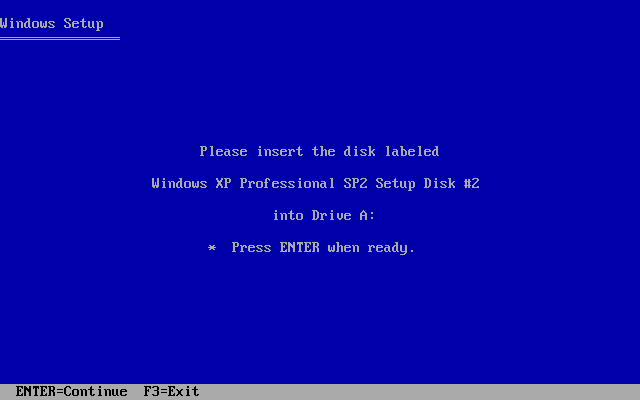 Windows Setup
Please insert the disk labeled
Windows XP Professional SP2 Setup Disk #2
into Drive A:
* Press ENTER when ready.
ENTER=Continue F3=Exit